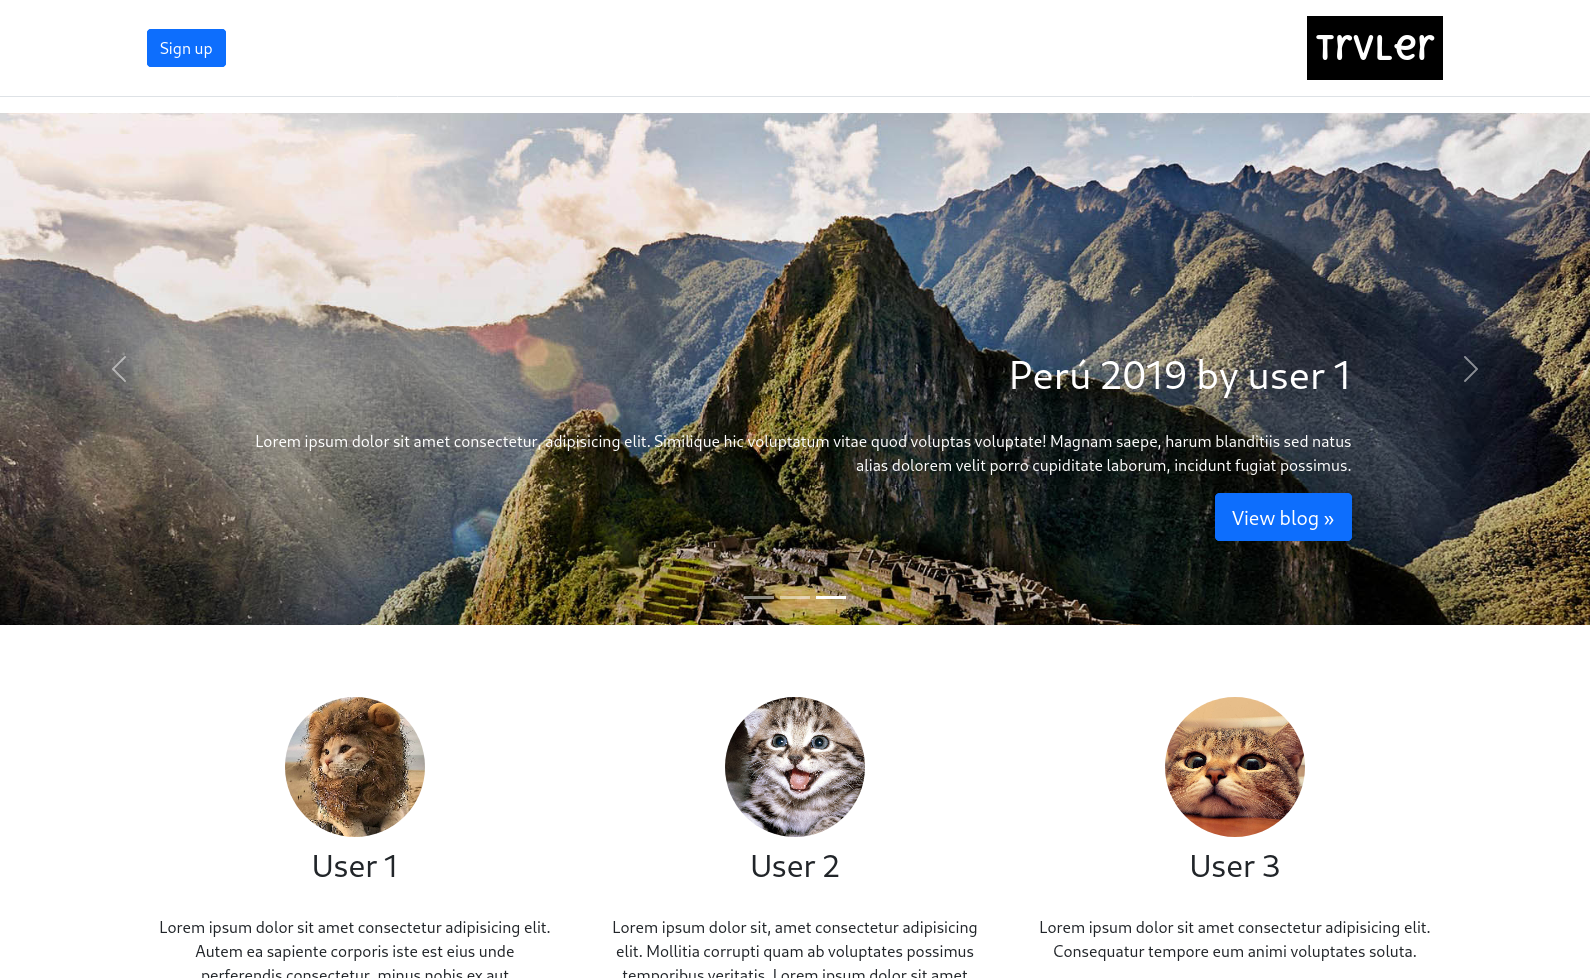 Sign up
TRVLer
Perú 2019 by user 1
Lorem ipsum dolor sit amet consectetur, adipisicing elit. Similique hic voluptatum vitae quod voluptas voluptate! Magnam saepe, harum blanditiis sed natus
alias dolorem velit porro cupiditate laborum, incidunt fugiat possimus.
View blog »
User 1
User 2
User 3
Lorem ipsum dolor sit amet consectetur adipisicing elit.
Autem ea sapiente corporis iste est eius unde
perferendis consectetur, minus nobis ex aut
Lorem ipsum dolor sit, amet consectetur adipisicing
elit. Mollitia corrupti quam ab voluptates possimus
temporibus veritatis. Lorem ipsum dolor sit amet
Lorem ipsum dolor sit amet consectetur adipisicing elit.
Consequatur tempore eum animi voluptates soluta.